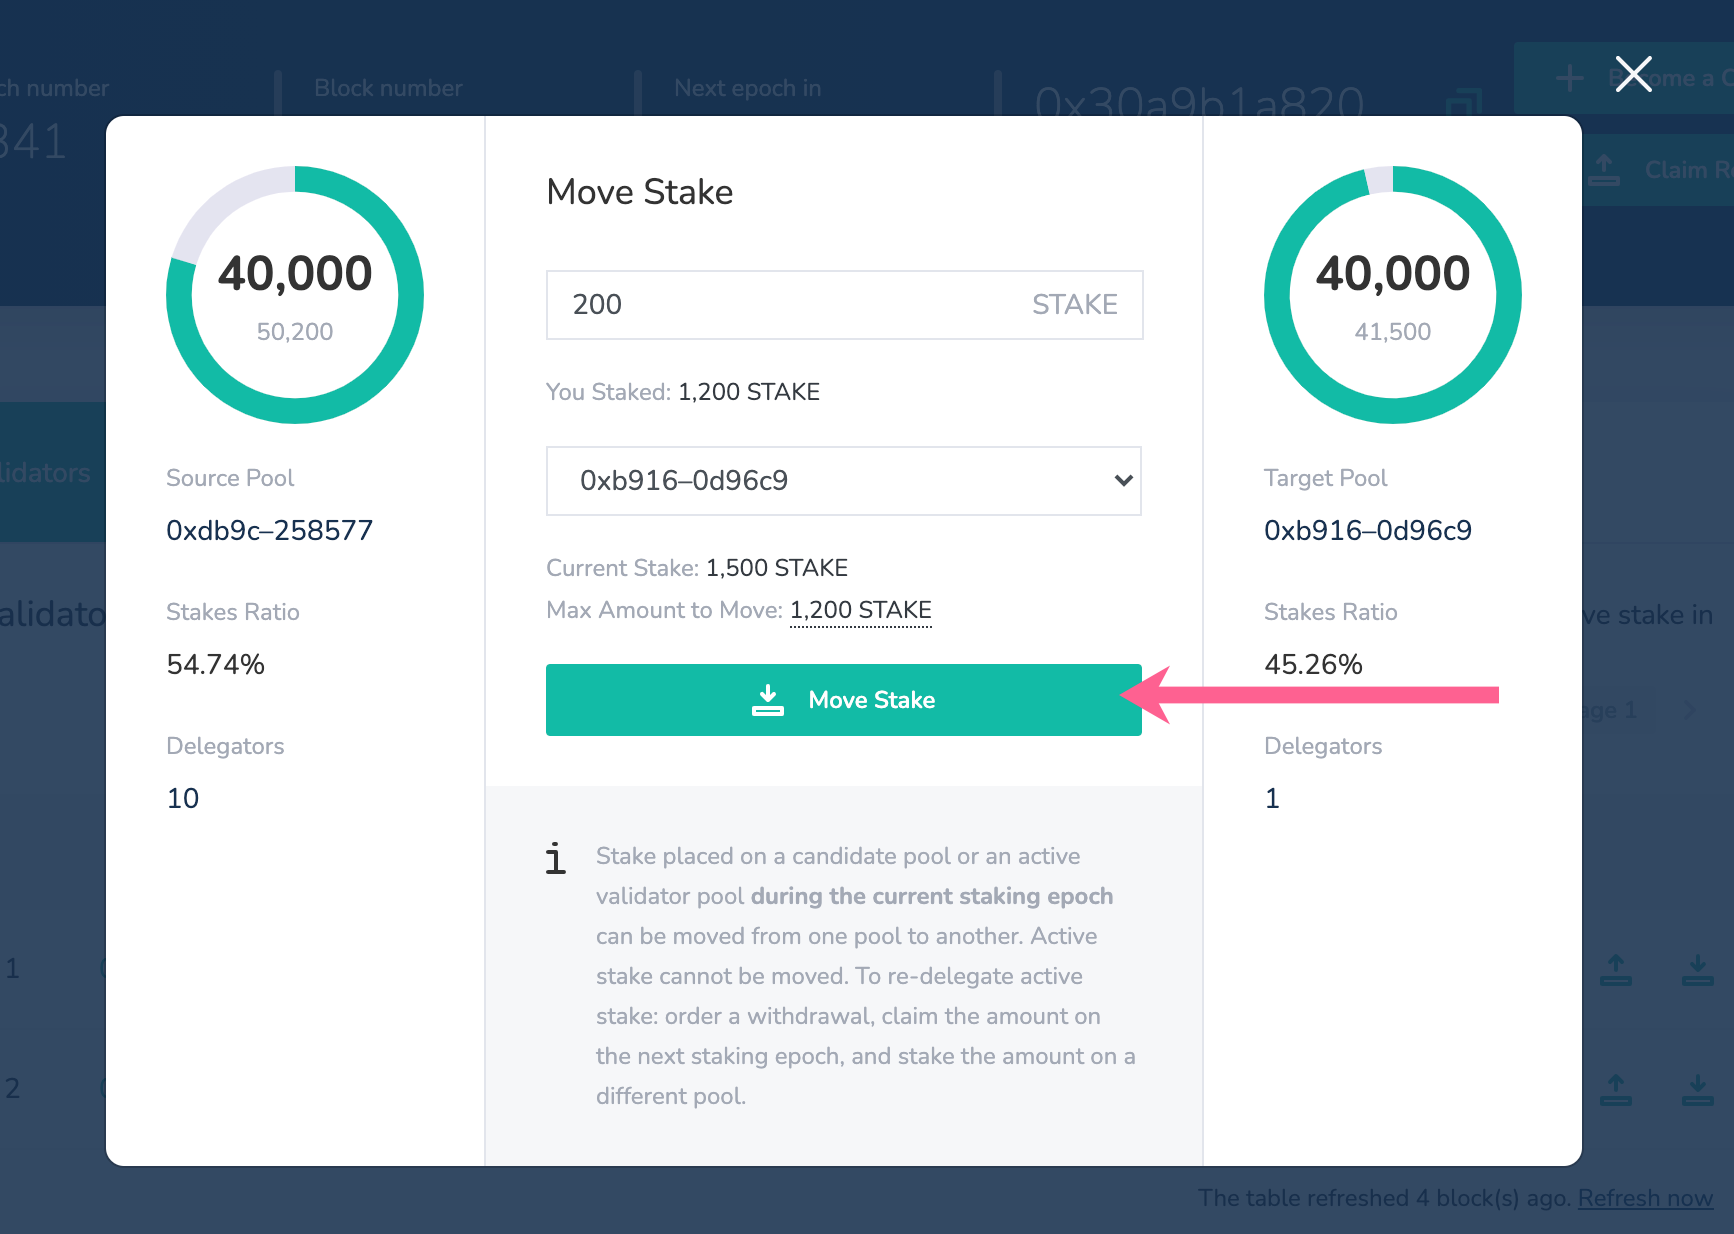 ch number
Block number
Next epoch in
0x30a9b1a820
Become a C
341
Claim R
lidators
40,000
50,200
Source Pool
0xdb9c–258577
Stakes Ratio
54.74%
Delegators
10
Move Stake
200 STAKE
You Staked: 1,200 STAKE
0xb916–0d96c9
Current Stake: 1,500 STAKE
Max Amount to Move: 1,200 STAKE
Move Stake
Stake placed on a candidate pool or an active
validator pool during the current staking epoch
can be moved from one pool to another. Active
stake cannot be moved. To re-delegate active
stake: order a withdrawal, claim the amount on
the next staking epoch, and stake the amount on a
different pool.
40,000
41,500
Target Pool
0xb916–0d96c9
Stakes Ratio
45.26%
Delegators
1
alidato
ve stake in
age 1
1
2
The table refreshed 4 block(s) ago. Refresh now